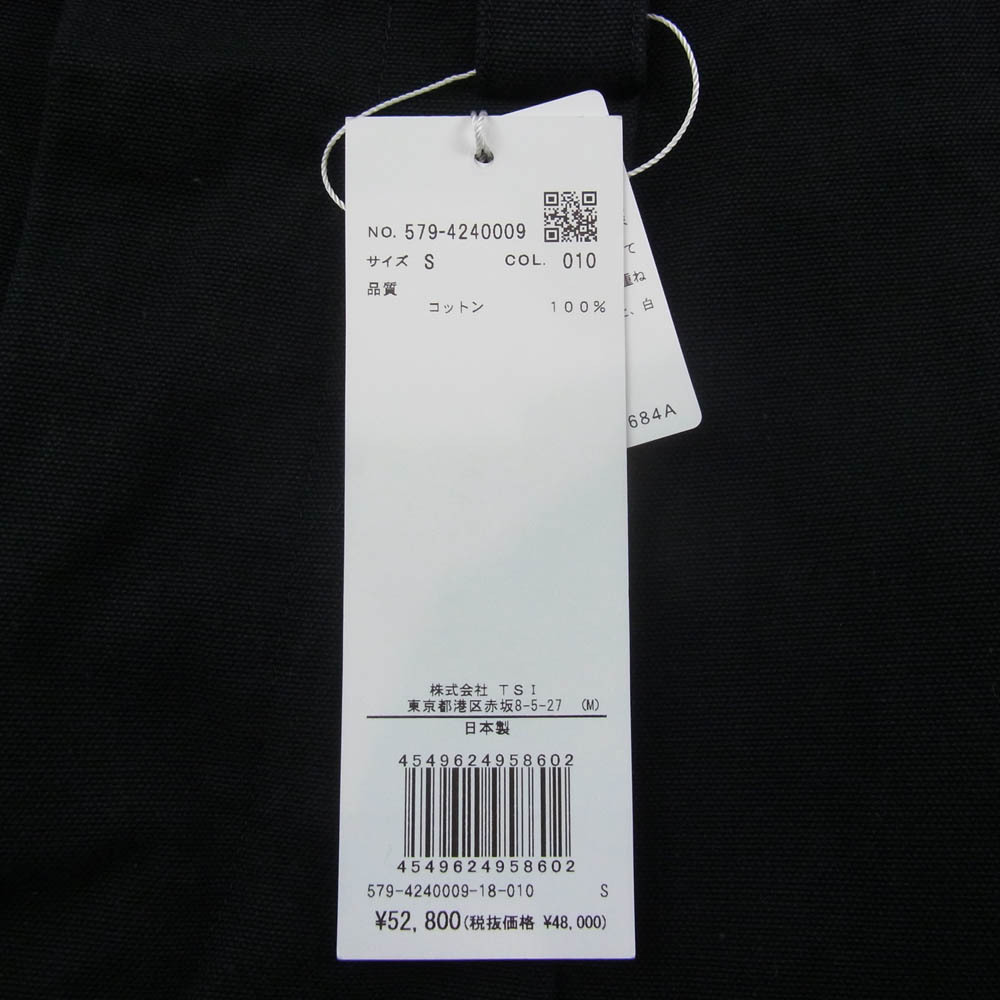 NO. 579-4240009
サイズ S COL. 010
品質
コットン 100%
て
重ね
、白
684A
株式会社 TSI
東京都港区赤坂8-5-27 (M)
日本製
4549624958602
4549624958602
579-4240009-18-010 S
¥52,800(税抜価格 ¥48,000)